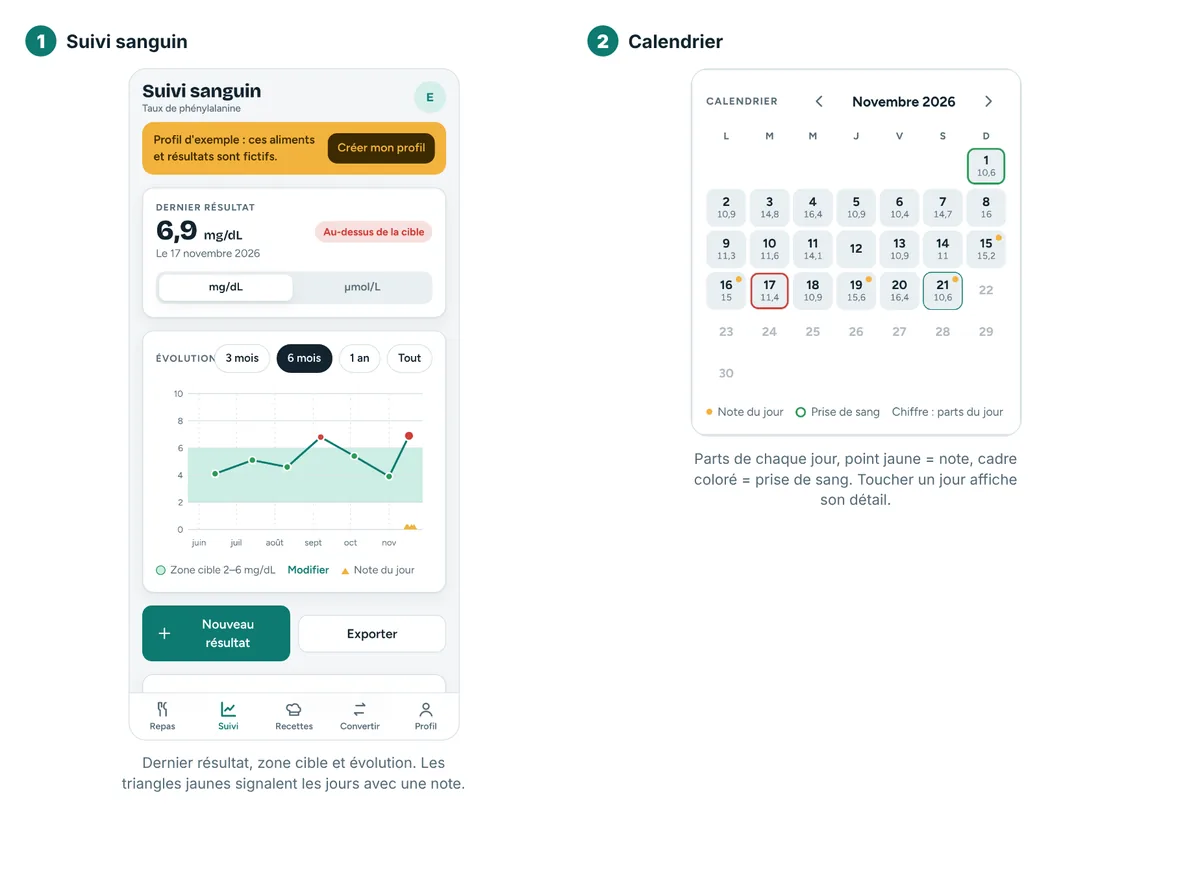 1 Suivi sanguin
Suivi sanguin
Taux de phénylalanine
E
Profil d'exemple : ces aliments
et résultats sont fictifs.
Créer mon profil
DERNIER RÉSULTAT
6,9 mg/dL
Au-dessus de la cible
Le 17 novembre 2026
mg/dL µmol/L
ÉVOLUTION 3 mois 6 mois 1 an Tout
10
8
6
4
2
0
juin juil août sept oct nov
Zone cible 2–6 mg/dL Modifier Note du jour
+ Nouveau
résultat
Exporter
Repas Suivi Recettes Convertir Profil
Dernier résultat, zone cible et évolution. Les
triangles jaunes signalent les jours avec une note.
2 Calendrier
CALENDRIER Novembre 2026
L M M J V S D
1
10,6
2 3 4 5 6 7 8
10,9 14,8 16,4 10,9 10,4 14,7 16
9 10 11 12 13 14 15
11,3 11,6 14,1 10,9 11 15,2
16 17 18 19 20 21 22
15 11,4 10,9 15,6 16,4 10,6
23 24 25 26 27 28 29
30
Note du jour Prise de sang Chiffre : parts du jour
Parts de chaque jour, point jaune = note, cadre
coloré = prise de sang. Toucher un jour affiche
son détail.